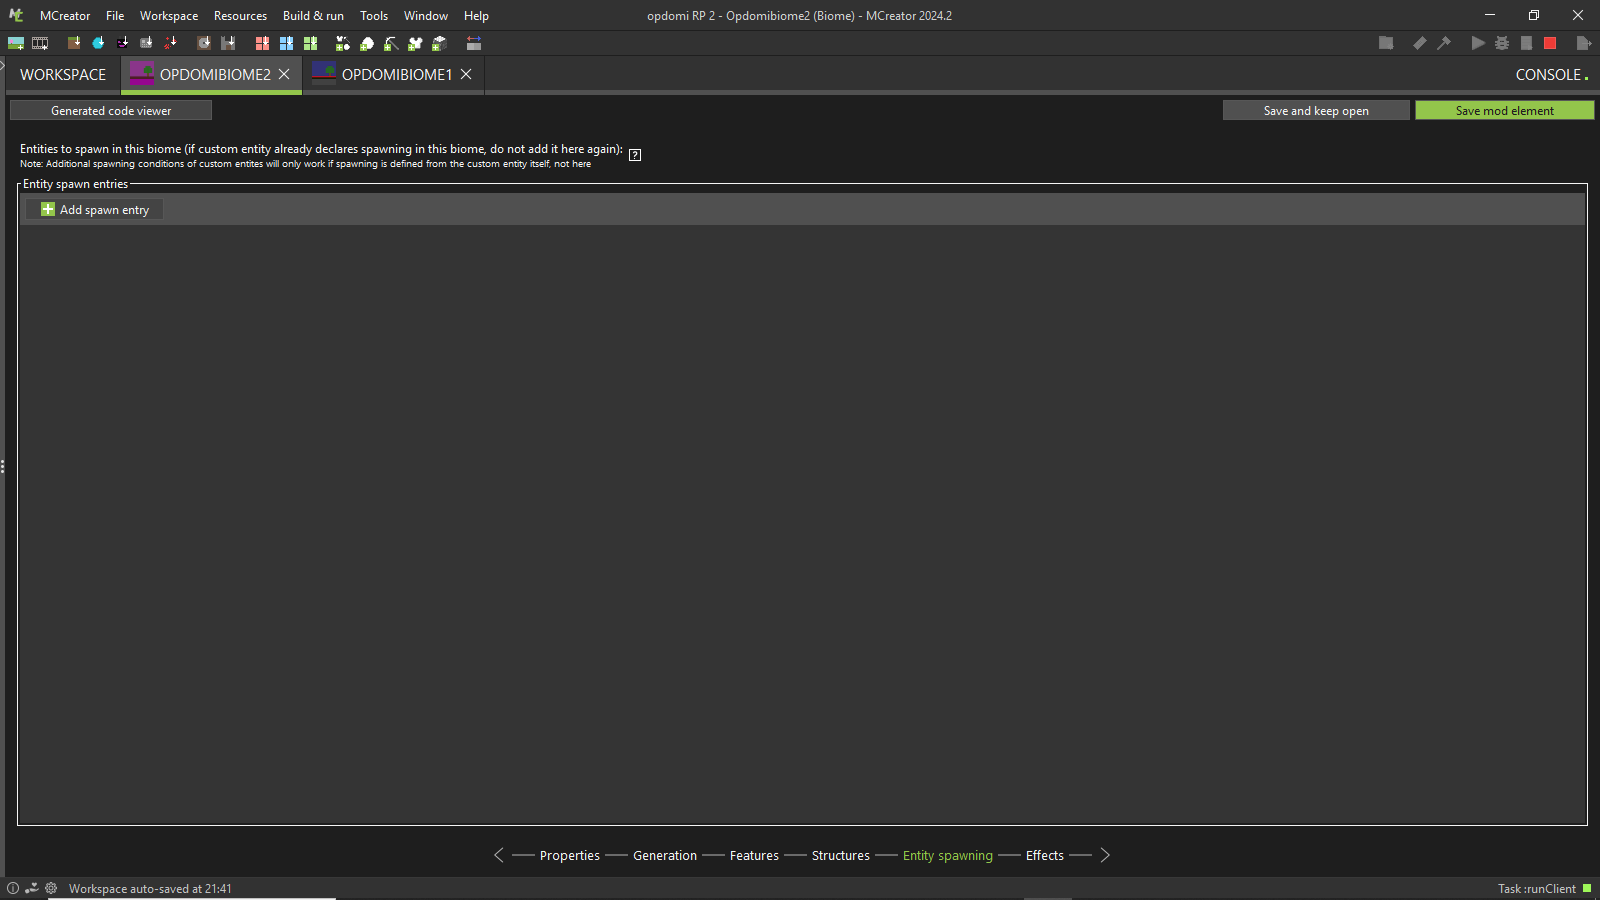 MCreator File Workspace Resources Build & run Tools Window Help
opdomi RP 2 - Opdomibiome2 (Biome) - MCreator 2024.2
WORKSPACE OPDOMIBIOME2 OPDOMIBIOME1 CONSOLE
Generated code viewer Save and keep open Save mod element
Entities to spawn in this biome (if custom entity already declares spawning in this biome, do not add it here again): ?
Note: Additional spawning conditions of custom entites will only work if spawning is defined from the custom entity itself, not here
Entity spawn entries
Add spawn entry
Properties Generation Features Structures Entity spawning Effects
Workspace auto-saved at 21:41 Task :runClient